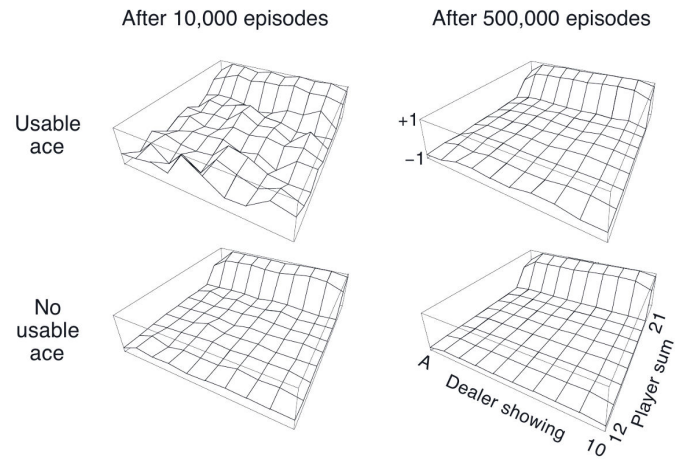 After 10,000 episodes
After 500,000 episodes
Usable
ace
+1
−1
No
usable
ace
A
Dealer showing
10
12
Player sum
21